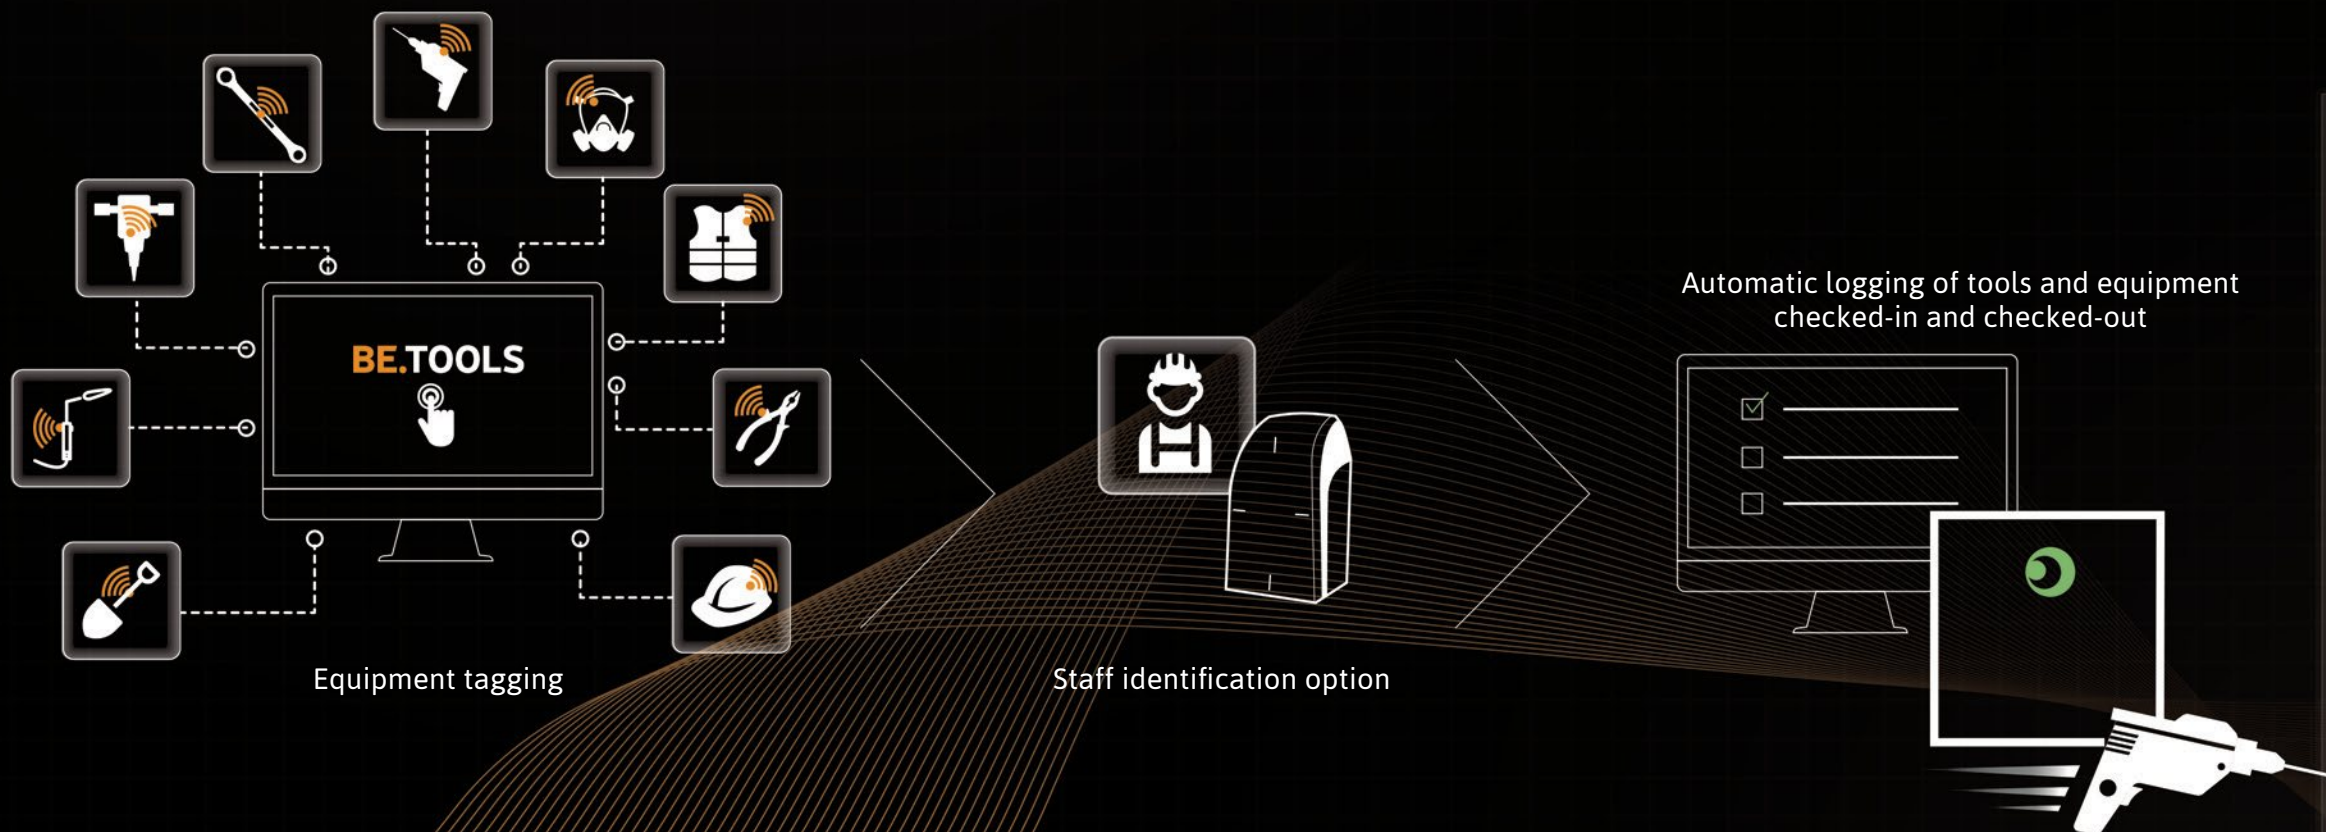 BE.TOOLS
Equipment tagging
Staff identification option
Automatic logging of tools and equipment
checked-in and checked-out